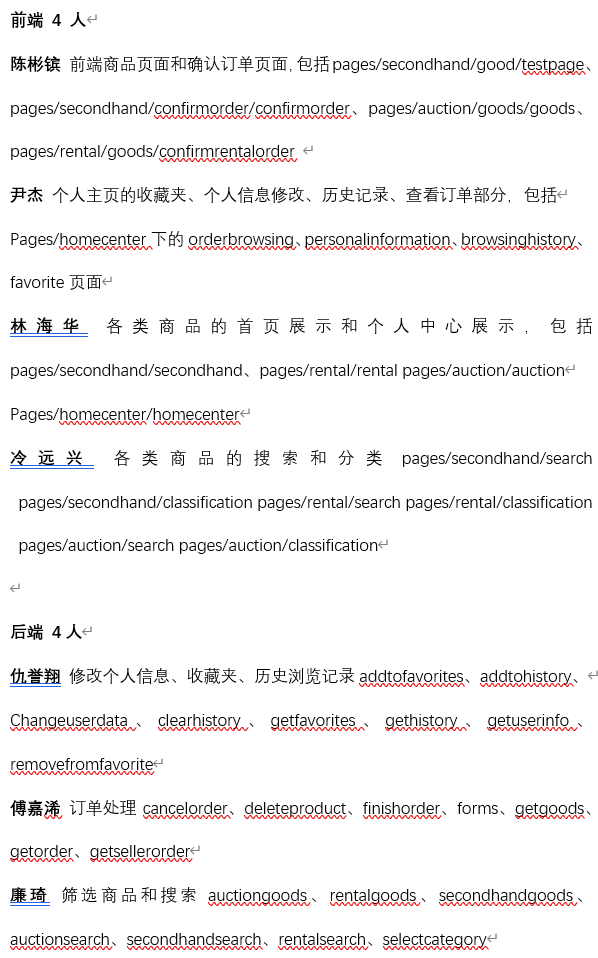 前端 4 人
陈彬镔 前端商品页面和确认订单页面,包括pages/secondhand/good/testpage、
pages/secondhand/confirmorder/confirmorder、pages/auction/goods/goods、
pages/rental/goods/confirmrentalorder
尹杰 个人主页的收藏夹、个人信息修改、历史记录、查看订单部分，包括
Pages/homecenter 下的 orderbrowsing、personalinformation、browsinghistory、
favorite 页面
林海华 各类商品的首页展示和个人中心展示，包括
pages/secondhand/secondhand、pages/rental/rental pages/auction/auction
Pages/homecenter/homecenter
冷远兴 各类商品的搜索和分类 pages/secondhand/search
pages/secondhand/classification pages/rental/search pages/rental/classification
pages/auction/search pages/auction/classification
后端 4 人
仇誉翔 修改个人信息、收藏夹、历史浏览记录 addtofavorites、addtohistory、
Changeuserdata、clearhistory、getfavorites、gethistory、getuserinfo、
removefromfavorite
傅嘉浠 订单处理 cancelorder、deleteproduct、finishorder、forms、getgoods、
getorder、getsellerorder
廉琦 筛选商品和搜索 auctiongoods、rentalgoods、secondhandgoods、
auctionsearch、secondhandsearch、rentalsearch、selectcategory